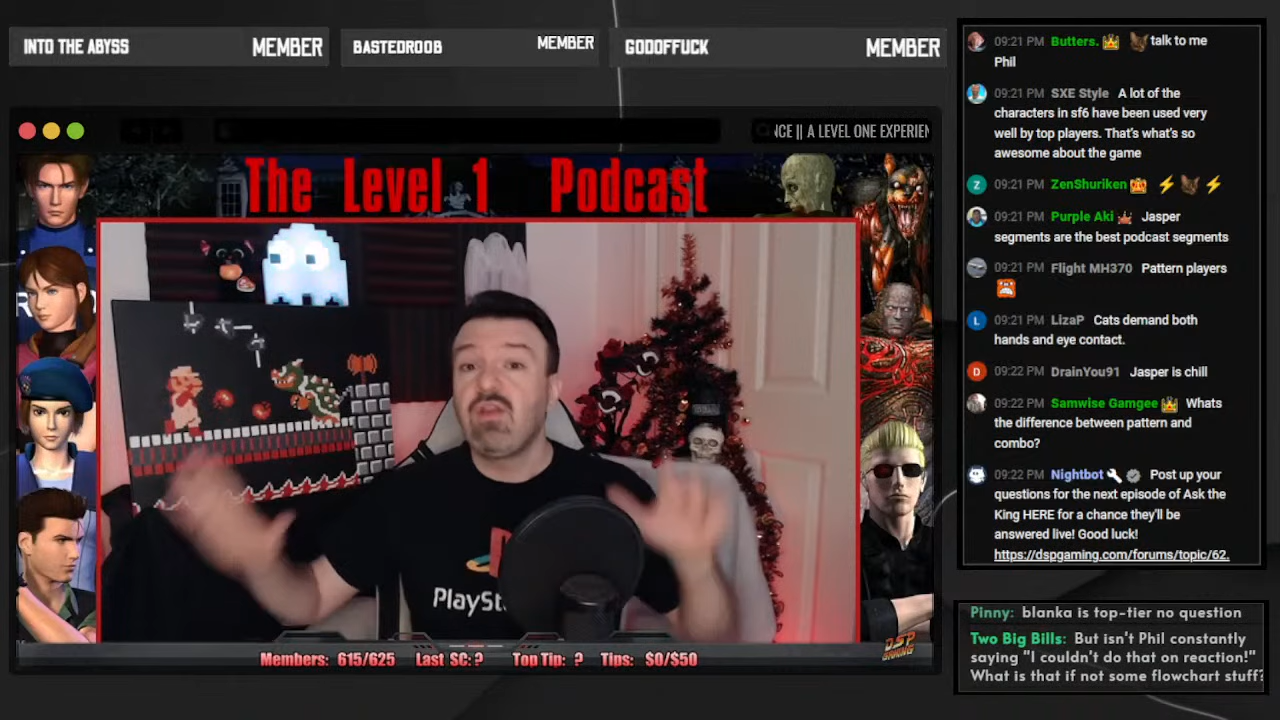 INTO THE ABYSS MEMBER
BASTEDROOB MEMBER
GODOFFUCK MEMBER
|| A LEVEL ONE EXPERIEN
The Level 1 Podcast
PlaySt
Members: 615/625 Last SC: ? Top Tip: ? Tips: $0/$50
DSP
GAMING
09:21 PM Butters. talk to me
Phil
09:21 PM SXE Style A lot of the
characters in sf6 have been used very
well by top players. That's what's so
awesome about the game
09:21 PM ZenShuriken
09:21 PM Purple Aki Jasper
segments are the best podcast segments
09:21 PM Flight MH370 Pattern players
09:21 PM LizaP Cats demand both
hands and eye contact.
09:22 PM DrainYou91 Jasper is chill
09:22 PM Samwise Gamgee Whats
the difference between pattern and
combo?
09:22 PM Nightbot Post up your
questions for the next episode of Ask the
King HERE for a chance they'll be
answered live! Good luck!
https://dspgaming.com/forums/topic/62.
Pinny: blanka is top-tier no question
Two Big Bills: But isn't Phil constantly
saying "I couldn't do that on reaction!"
What is that if not some flowchart stuff?